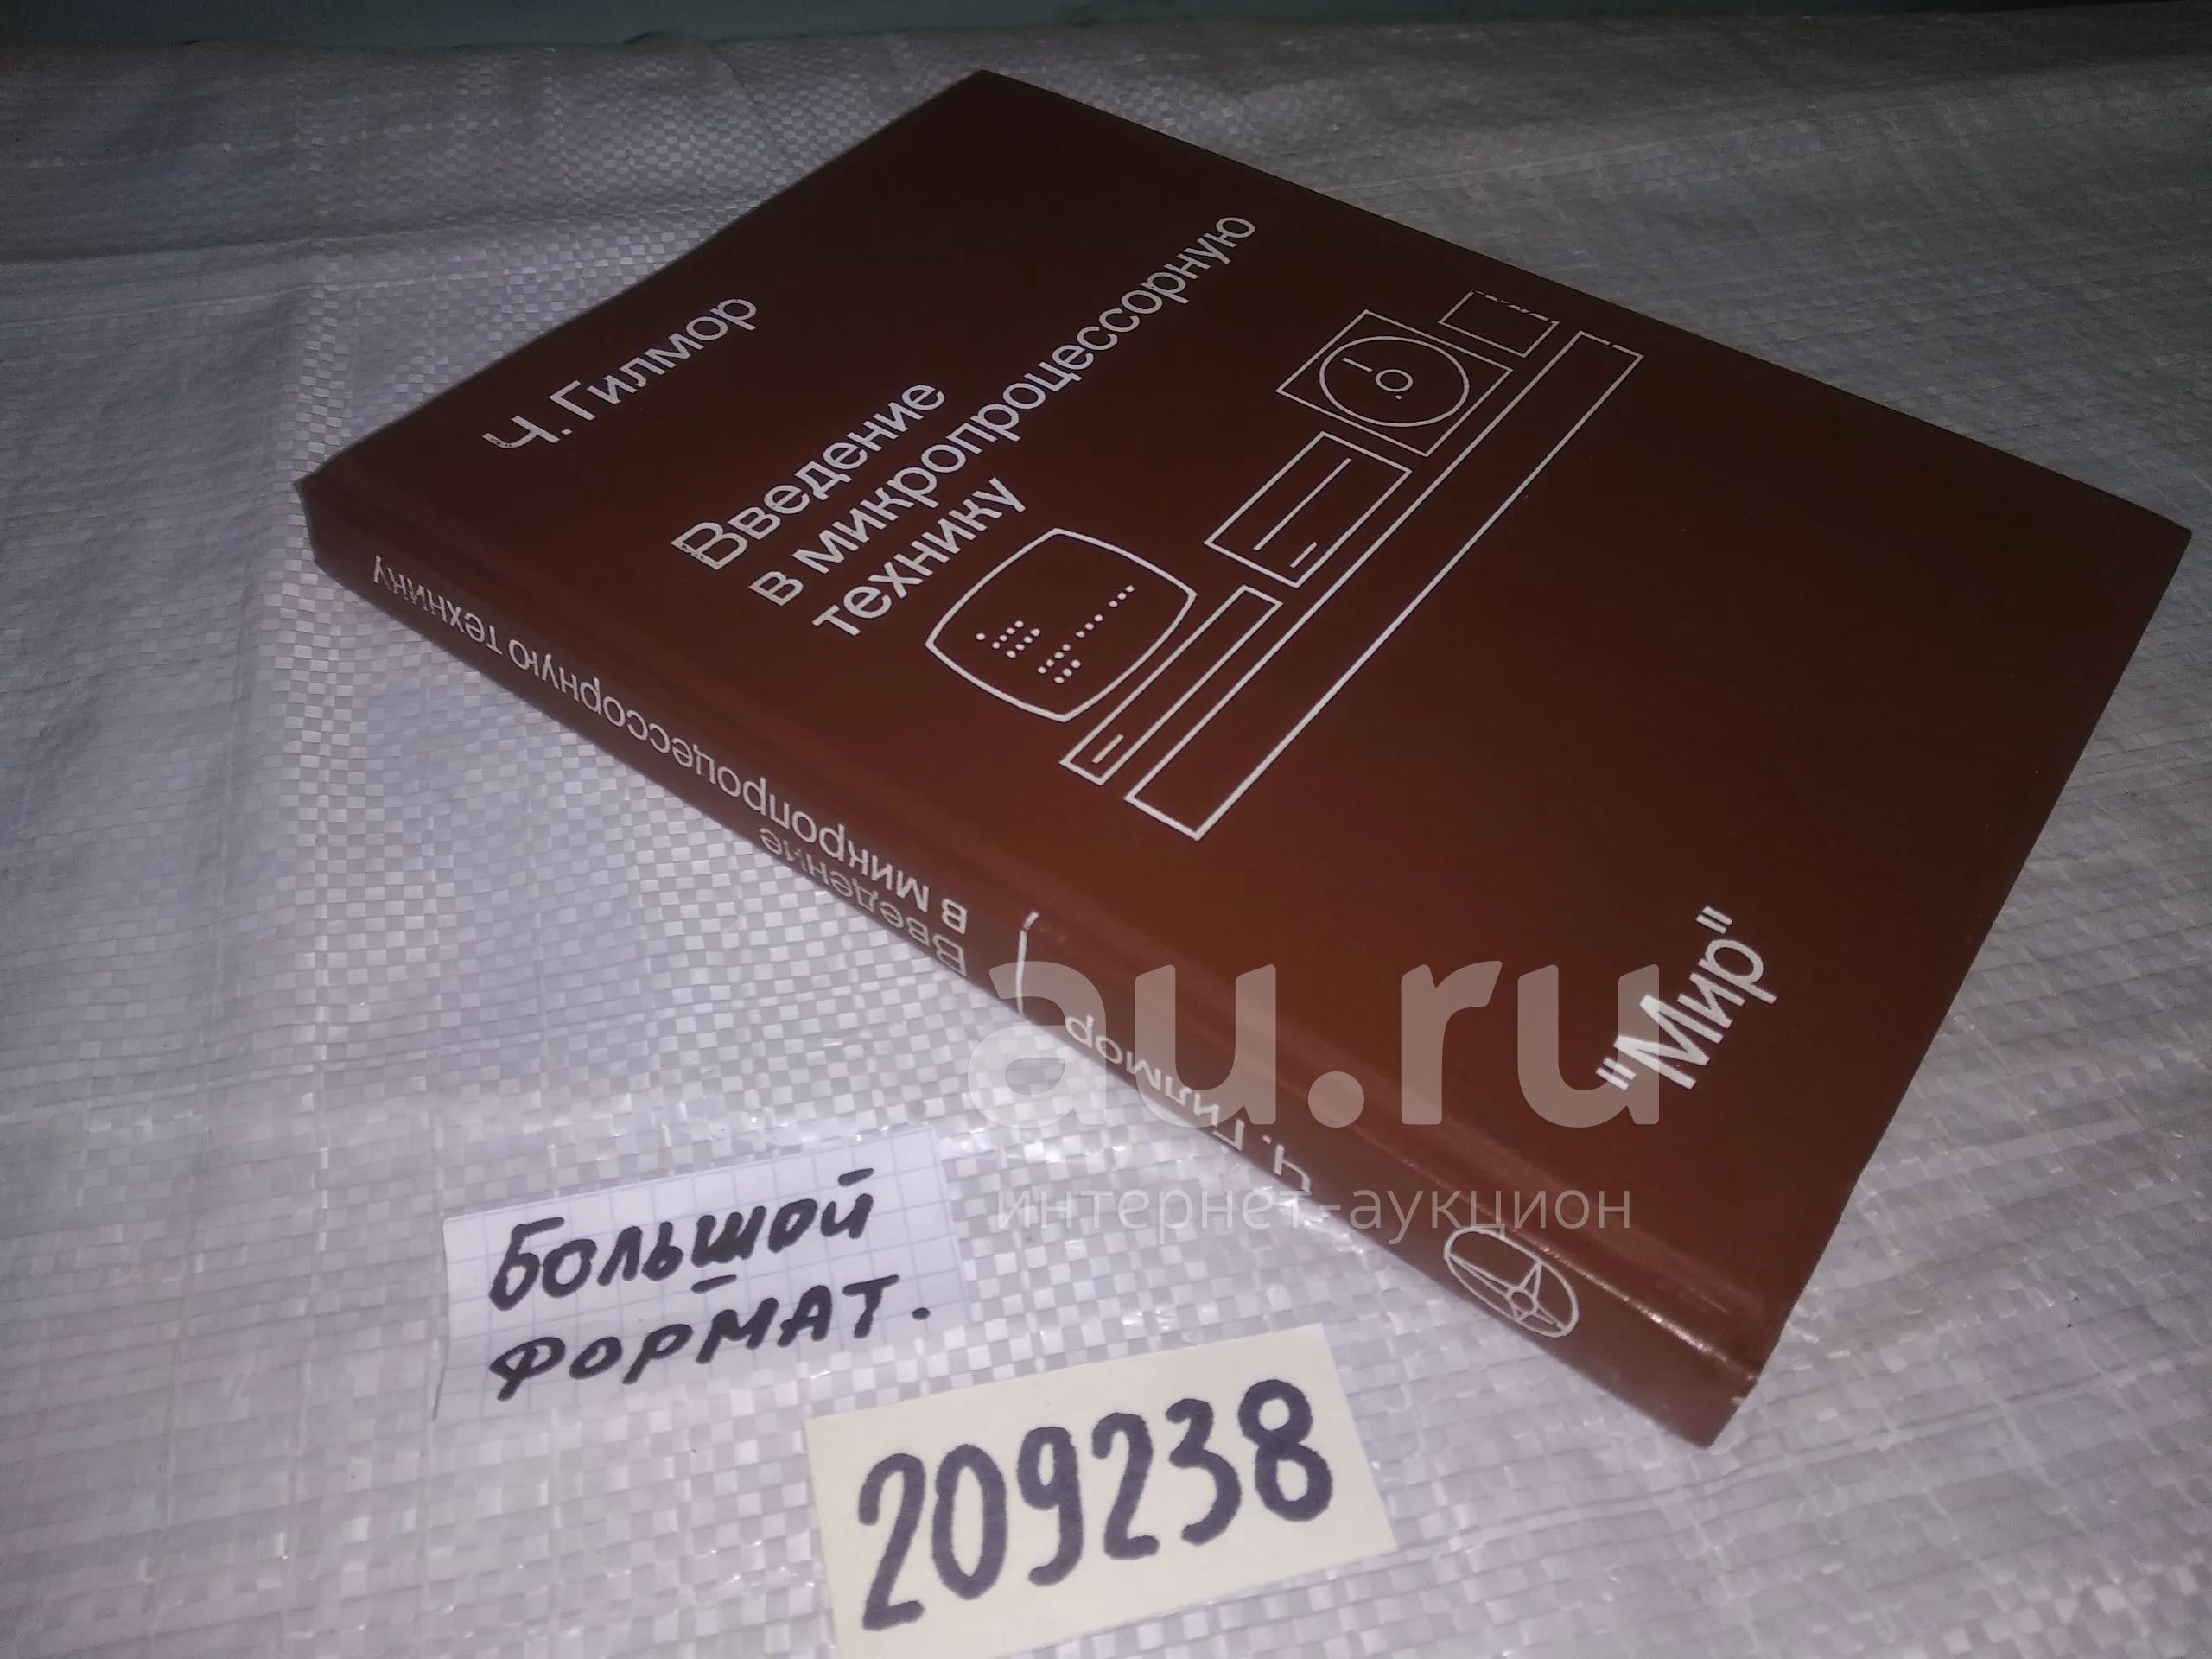 Ч. Гилмор
Введение
в микропроцессорную
технику
"Мир"
Ч. Гилмор
Введение
в микропроцессорную технику
au.ru
интернет-аукцион
Большой
формат.
209238